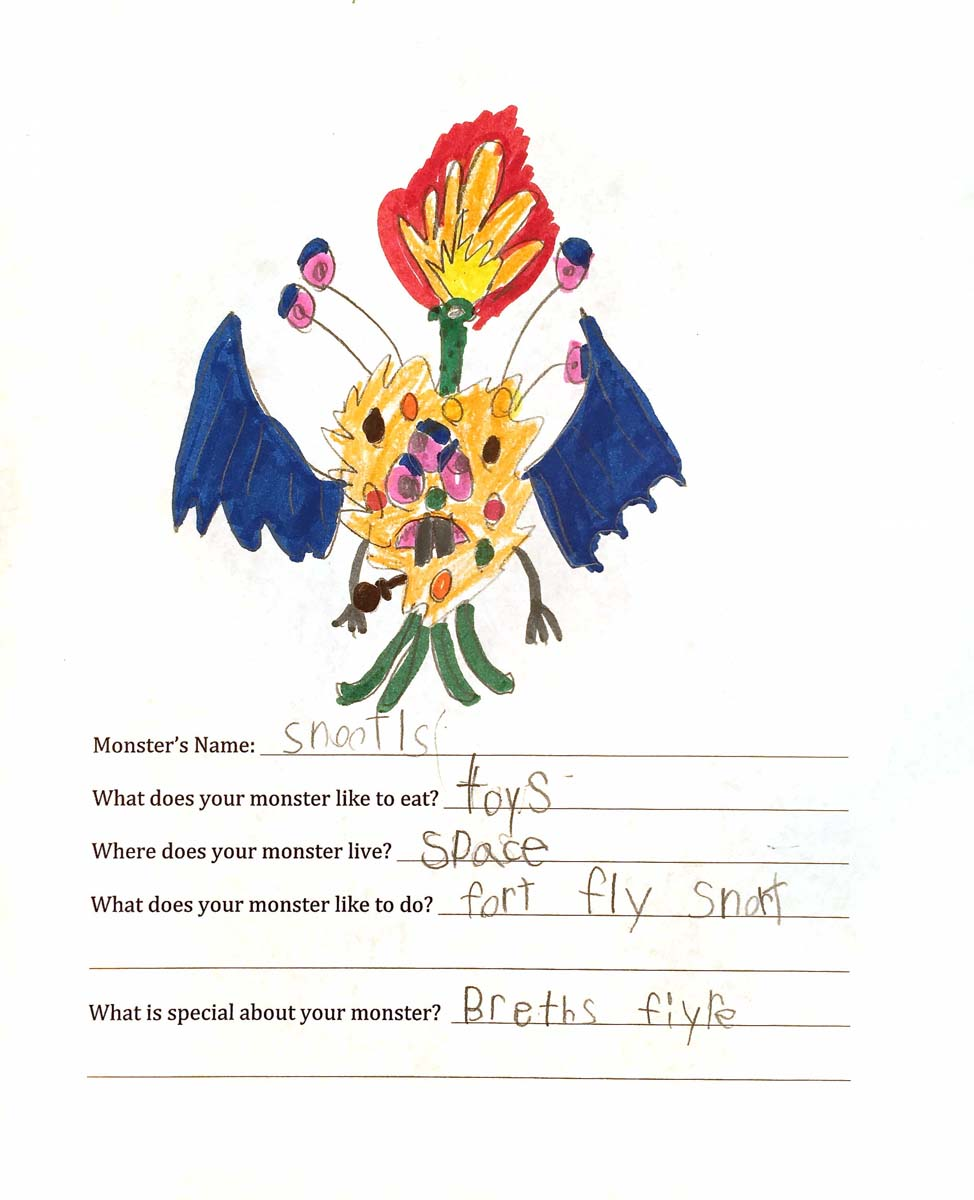 Monster's Name: snootls
What does your monster like to eat? toys
Where does your monster live? space
What does your monster like to do? fort fly snort
What is special about your monster? Breths fiyre